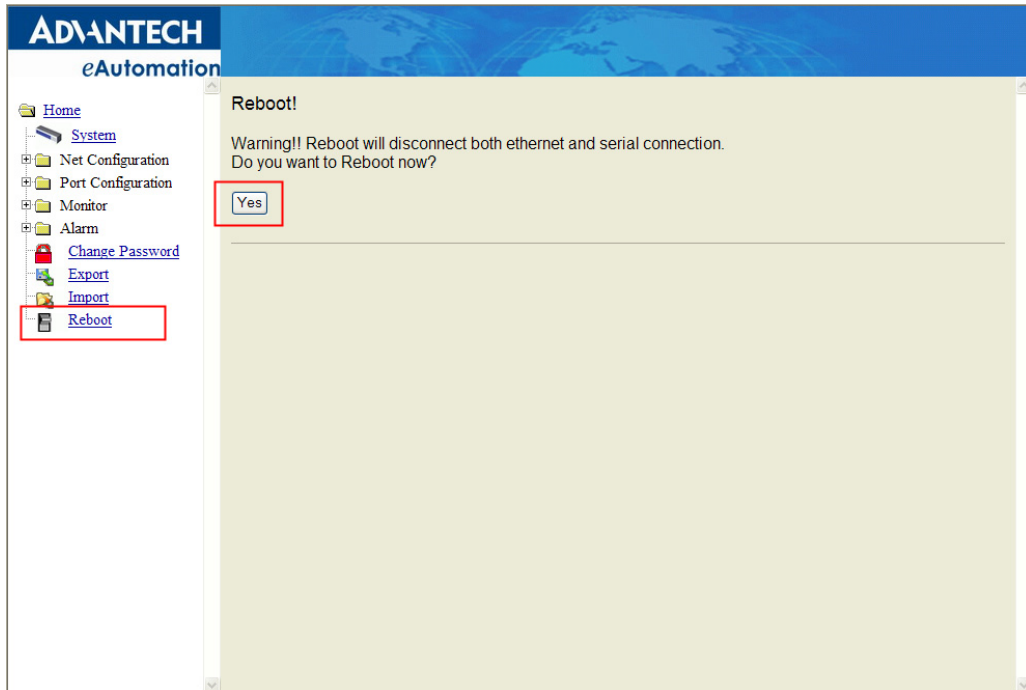 ADVANTECH
eAutomation
Home
System
Net Configuration
Port Configuration
Monitor
Alarm
Change Password
Export
Import
Reboot
Reboot!
Warning!! Reboot will disconnect both ethernet and serial connection.
Do you want to Reboot now?
Yes